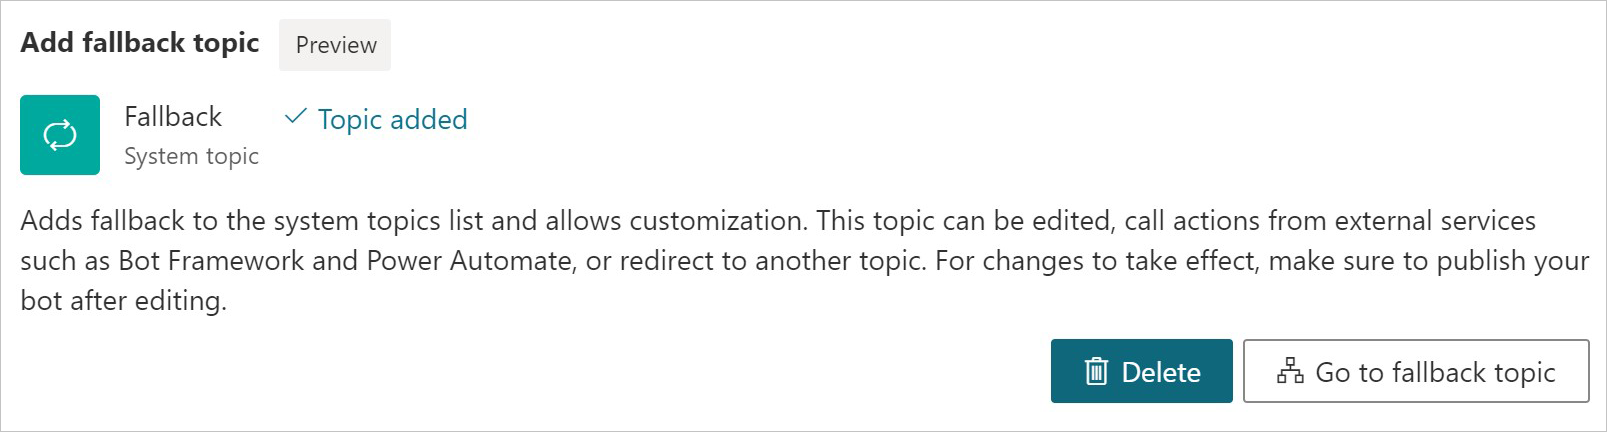 Add fallback topic Preview
Fallback Topic added
System topic
Adds fallback to the system topics list and allows customization. This topic can be edited, call actions from external services
such as Bot Framework and Power Automate, or redirect to another topic. For changes to take effect, make sure to publish your
bot after editing.
Delete Go to fallback topic